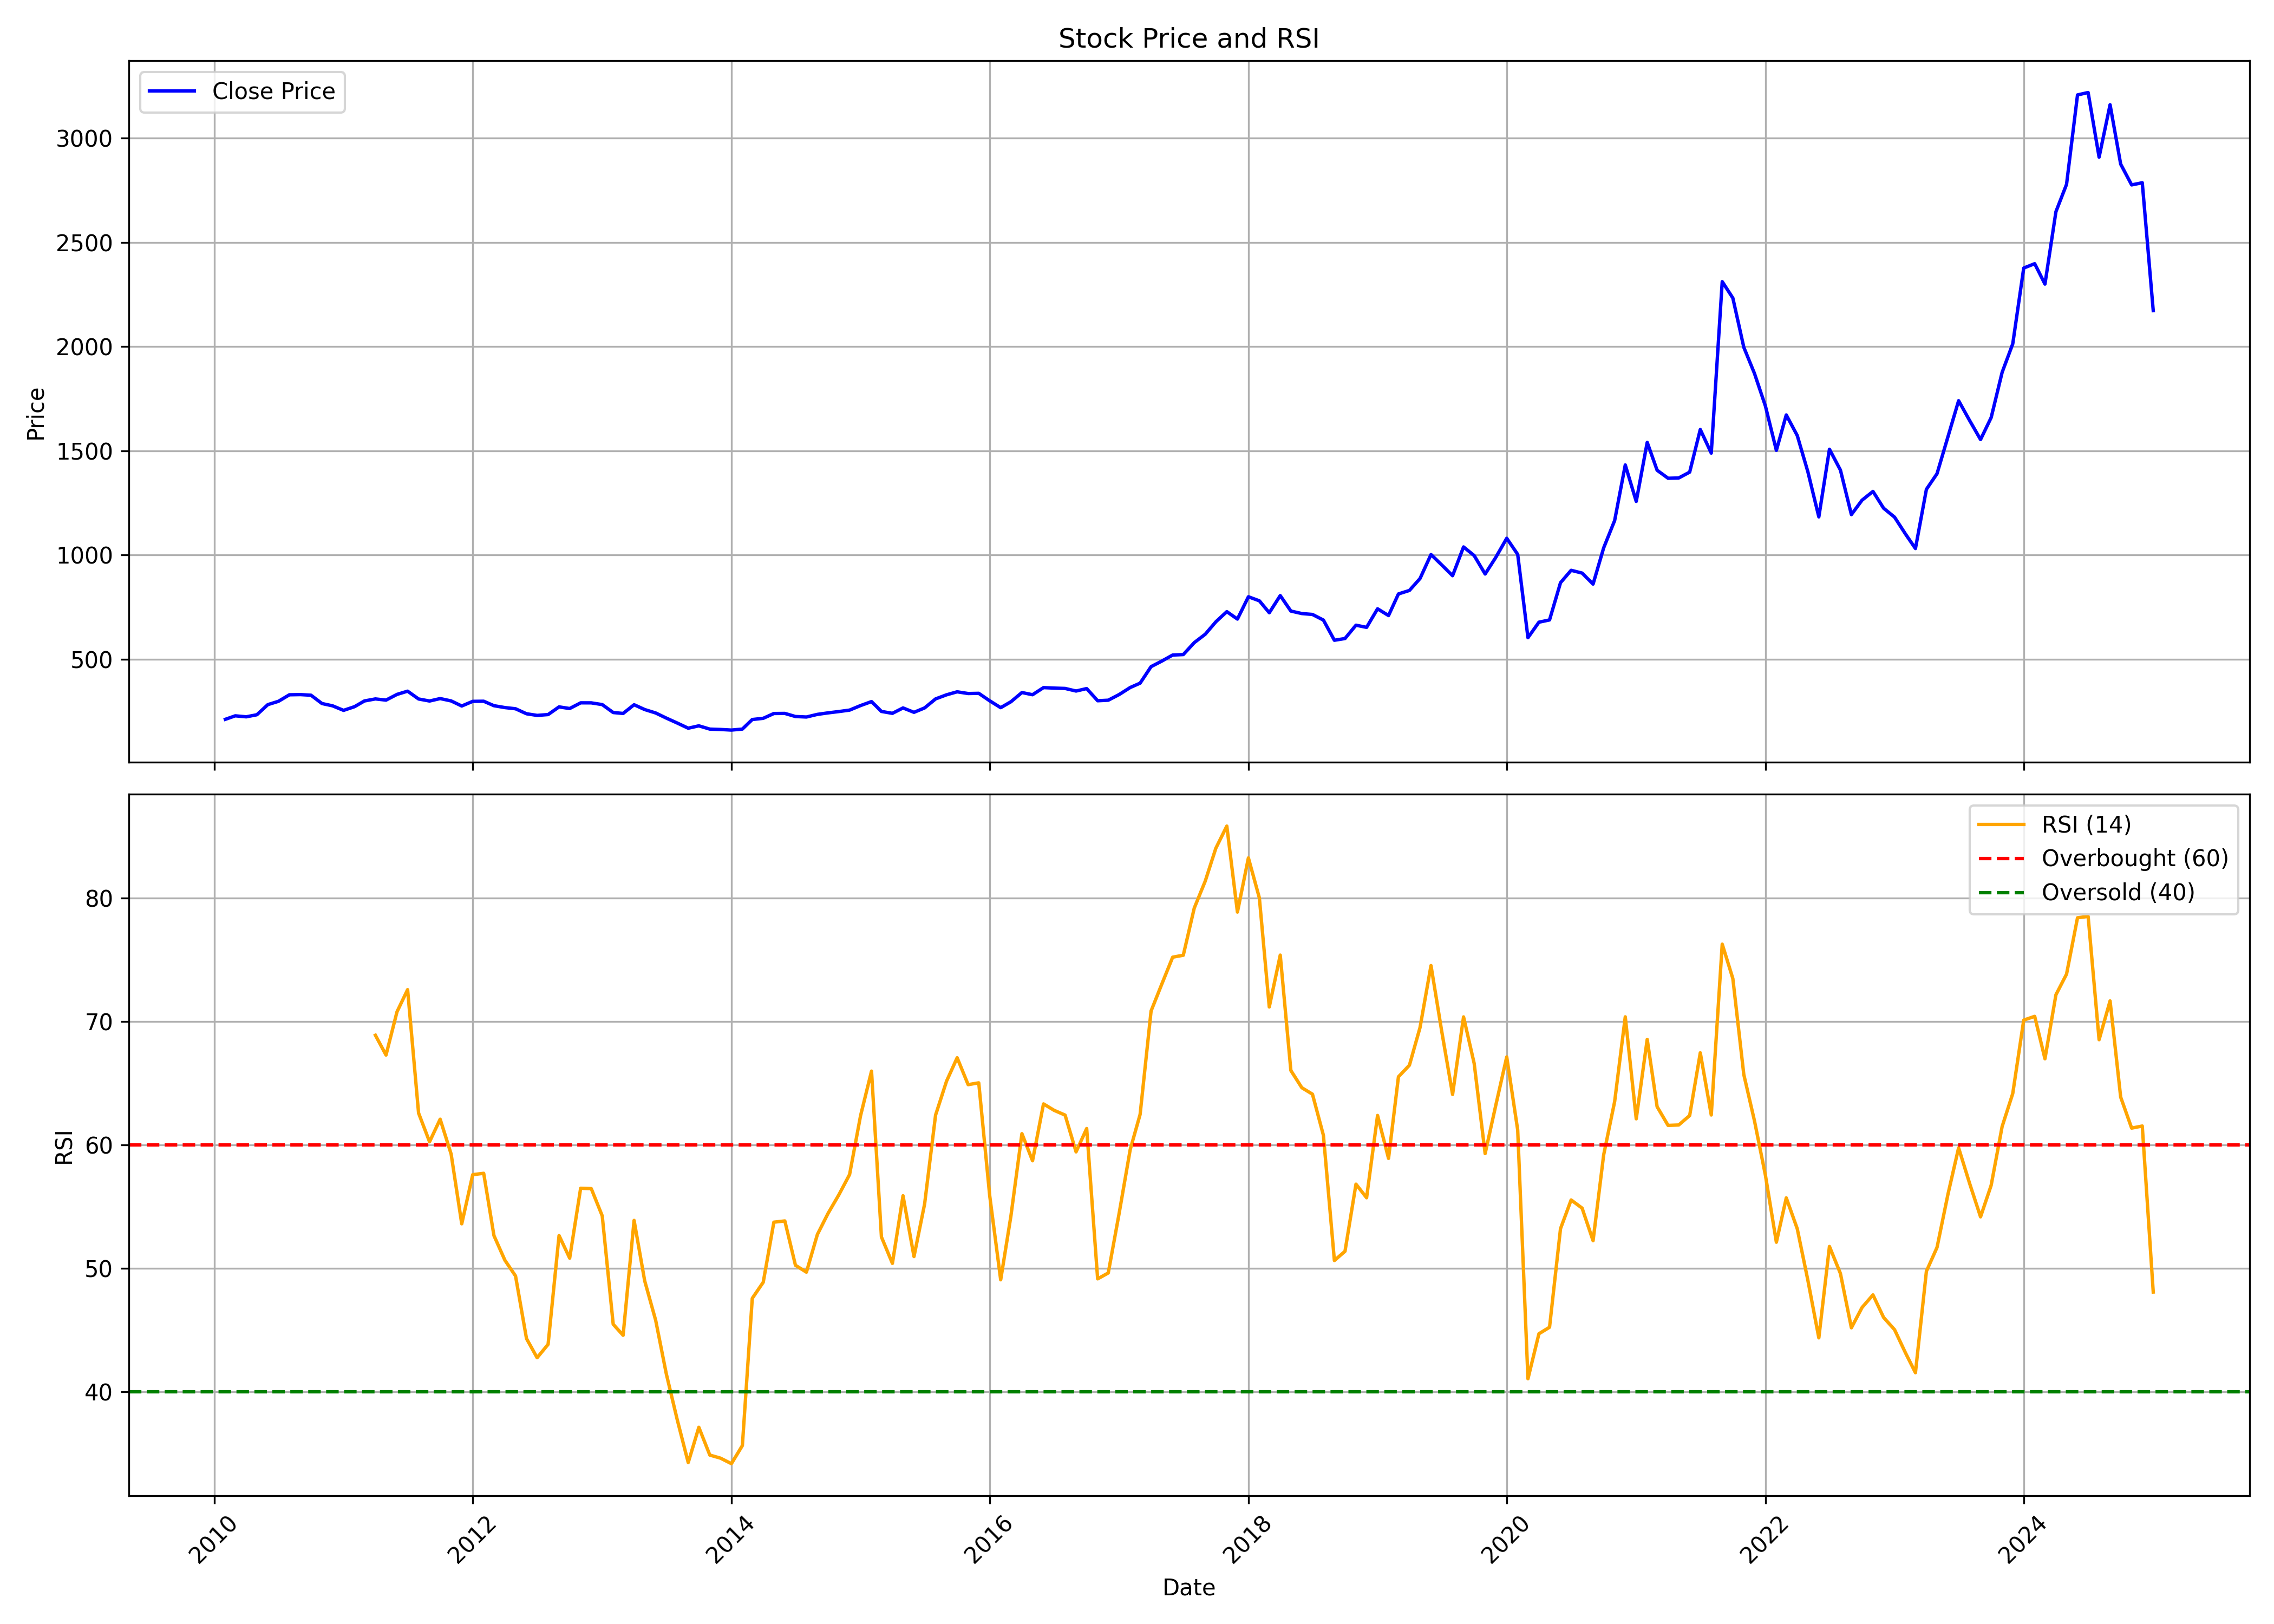 Stock Price and RSI
Close Price
3000
2500
2000
1500
1000
500
Price
RSI (14)
Overbought (60)
Oversold (40)
80
70
60
50
40
RSI
2010
2012
2014
2016
2018
2020
2022
2024
Date